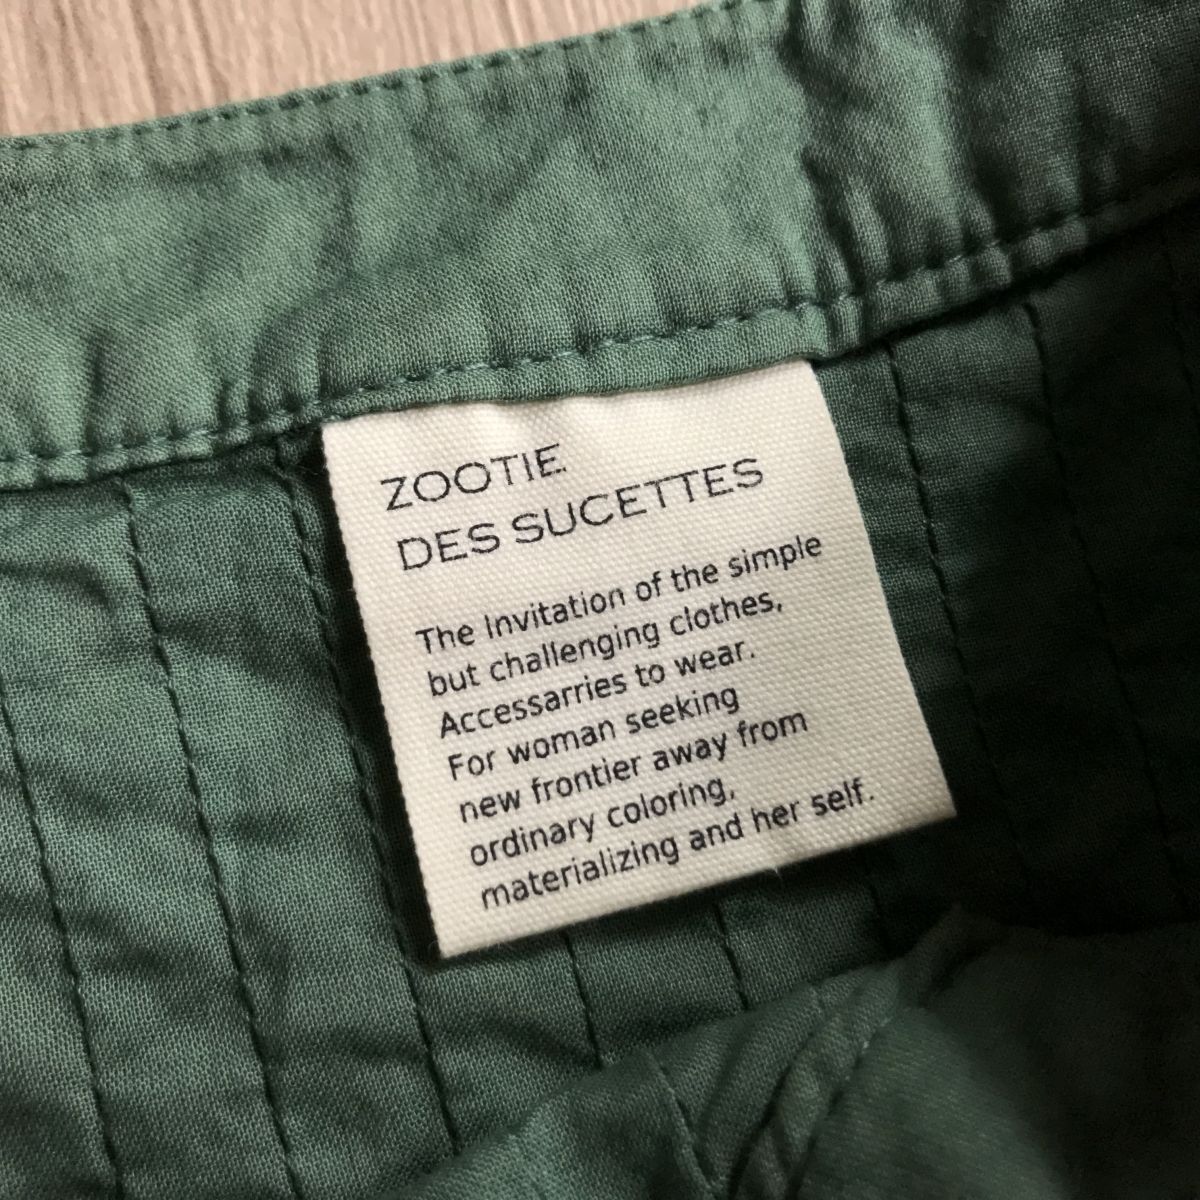 ZOOTIE
DES SUCETTES
The Invitation of the simple
but challenging clothes,
Accessarries to wear.
For woman seeking
new frontier away from
ordinary coloring,
materializing and her self.